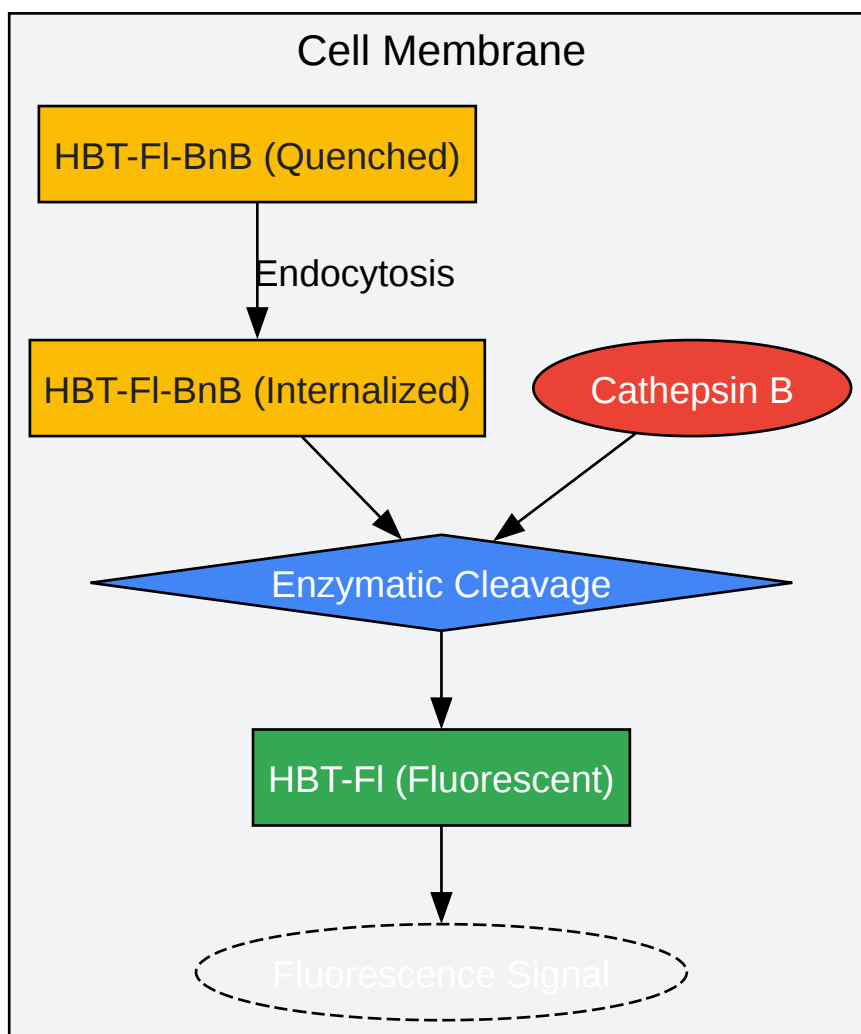 Cell Membrane
HBT-Fl-BnB (Quenched)
Endocytosis
HBT-Fl-BnB (Internalized)
Cathepsin B
Enzymatic Cleavage
HBT-Fl (Fluorescent)
Fluorescence Signal